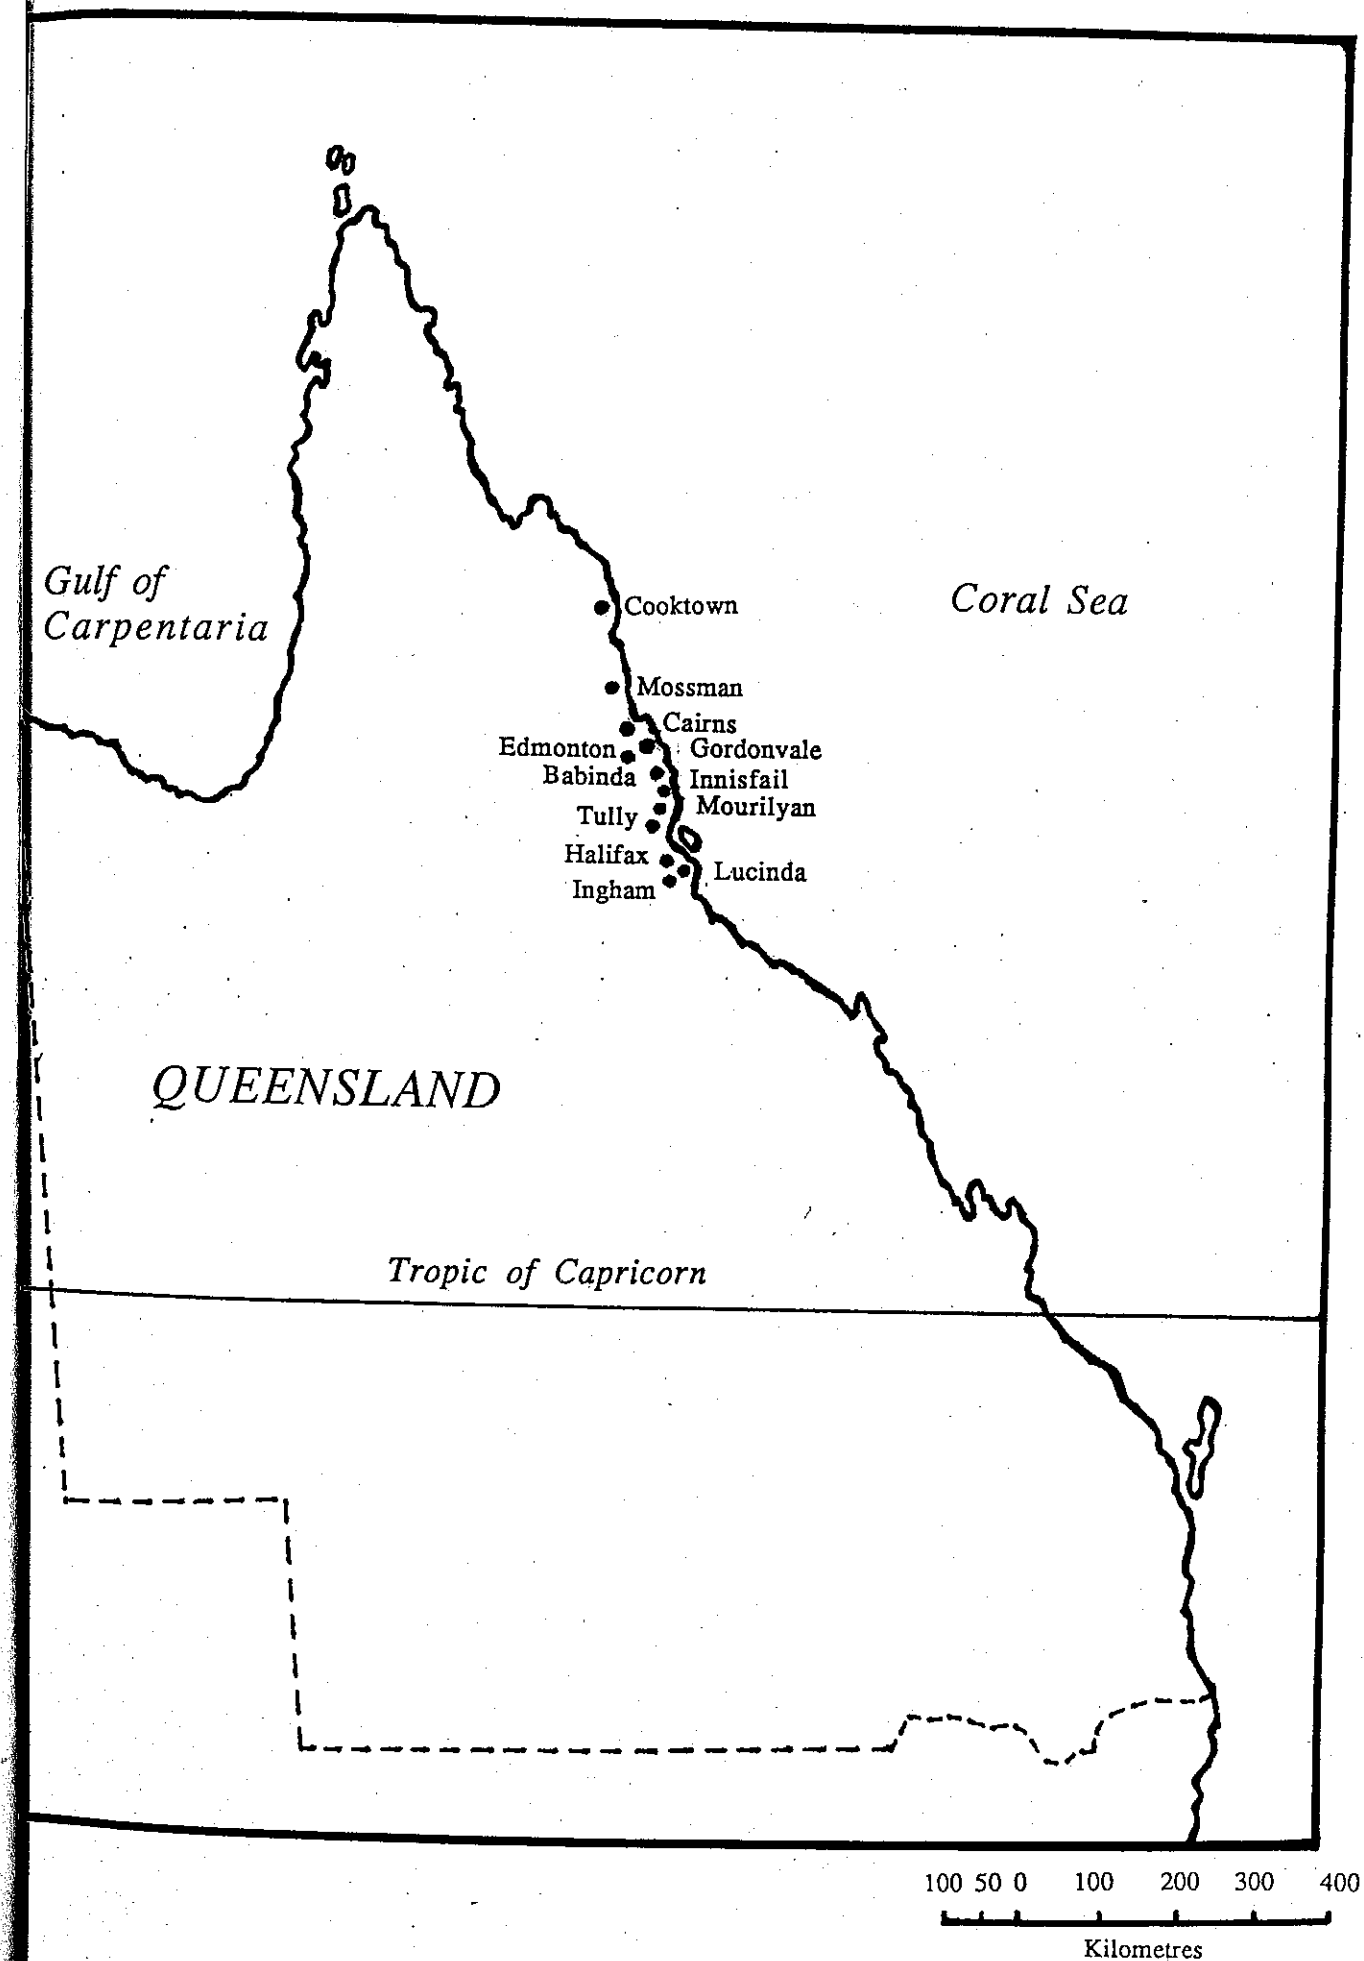 Gulf of
Carpentaria
Coral Sea
Cooktown
Mossman
Cairns
Edmonton
Gordonvale
Babinda
Innisfail
Mourilyan
Tully
Halifax
Lucinda
Ingham
QUEENSLAND
Tropic of Capricorn
100 50 0 100 200 300 400
Kilometres